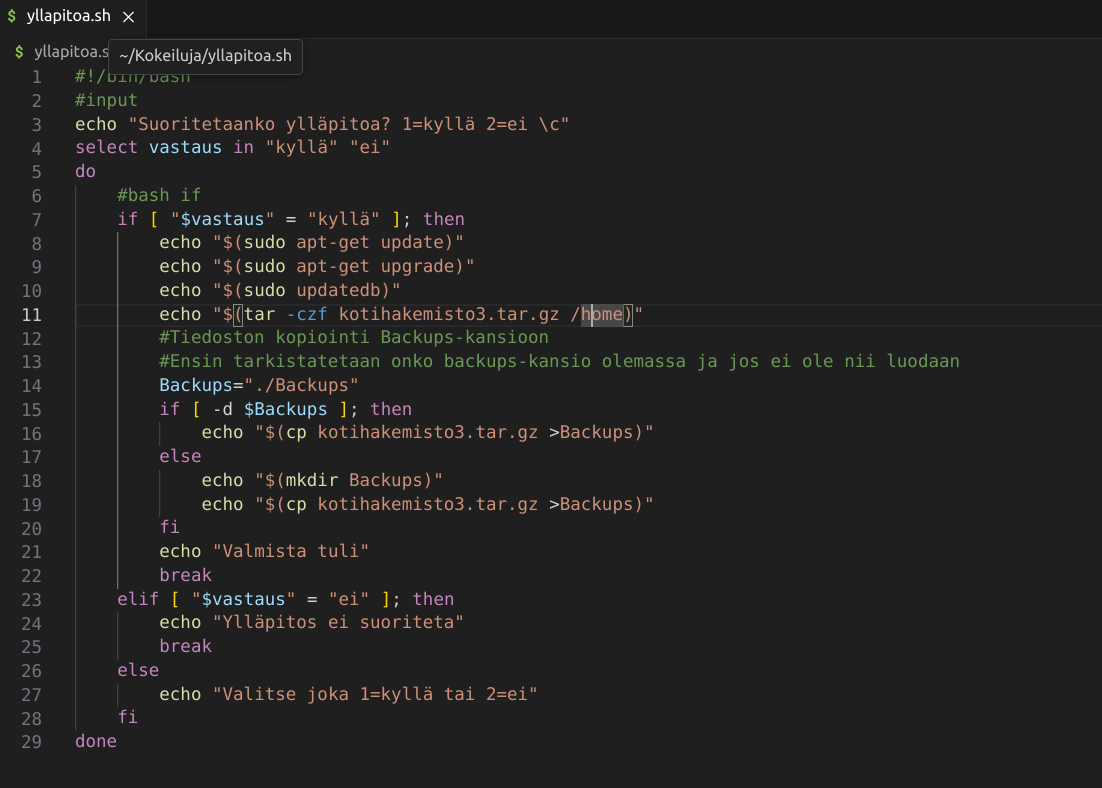 $ yllapitoa.sh ×
$ yllapitoa.s
~/Kokeiluja/yllapitoa.sh
1 #!/bin/bash
2 #input
3 echo "Suoritetaanko ylläpitoa? 1=kyllä 2=ei \c"
4 select vastaus in "kyllä" "ei"
5 do
6 #bash if
7 if [ "$vastaus" = "kyllä" ]; then
8 echo "$(sudo apt-get update)"
9 echo "$(sudo apt-get upgrade)"
10 echo "$(sudo updatedb)"
11 echo "$(tar -czf kotihakemisto3.tar.gz /home)"
12 #Tiedoston kopiointi Backups-kansioon
13 #Ensin tarkistatetaan onko backups-kansio olemassa ja jos ei ole nii luodaan
14 Backups="./Backups"
15 if [ -d $Backups ]; then
16 echo "$(cp kotihakemisto3.tar.gz >Backups)"
17 else
18 echo "$(mkdir Backups)"
19 echo "$(cp kotihakemisto3.tar.gz >Backups)"
20 fi
21 echo "Valmista tuli"
22 break
23 elif [ "$vastaus" = "ei" ]; then
24 echo "Ylläpitos ei suoriteta"
25 break
26 else
27 echo "Valitse joka 1=kyllä tai 2=ei"
28 fi
29 done